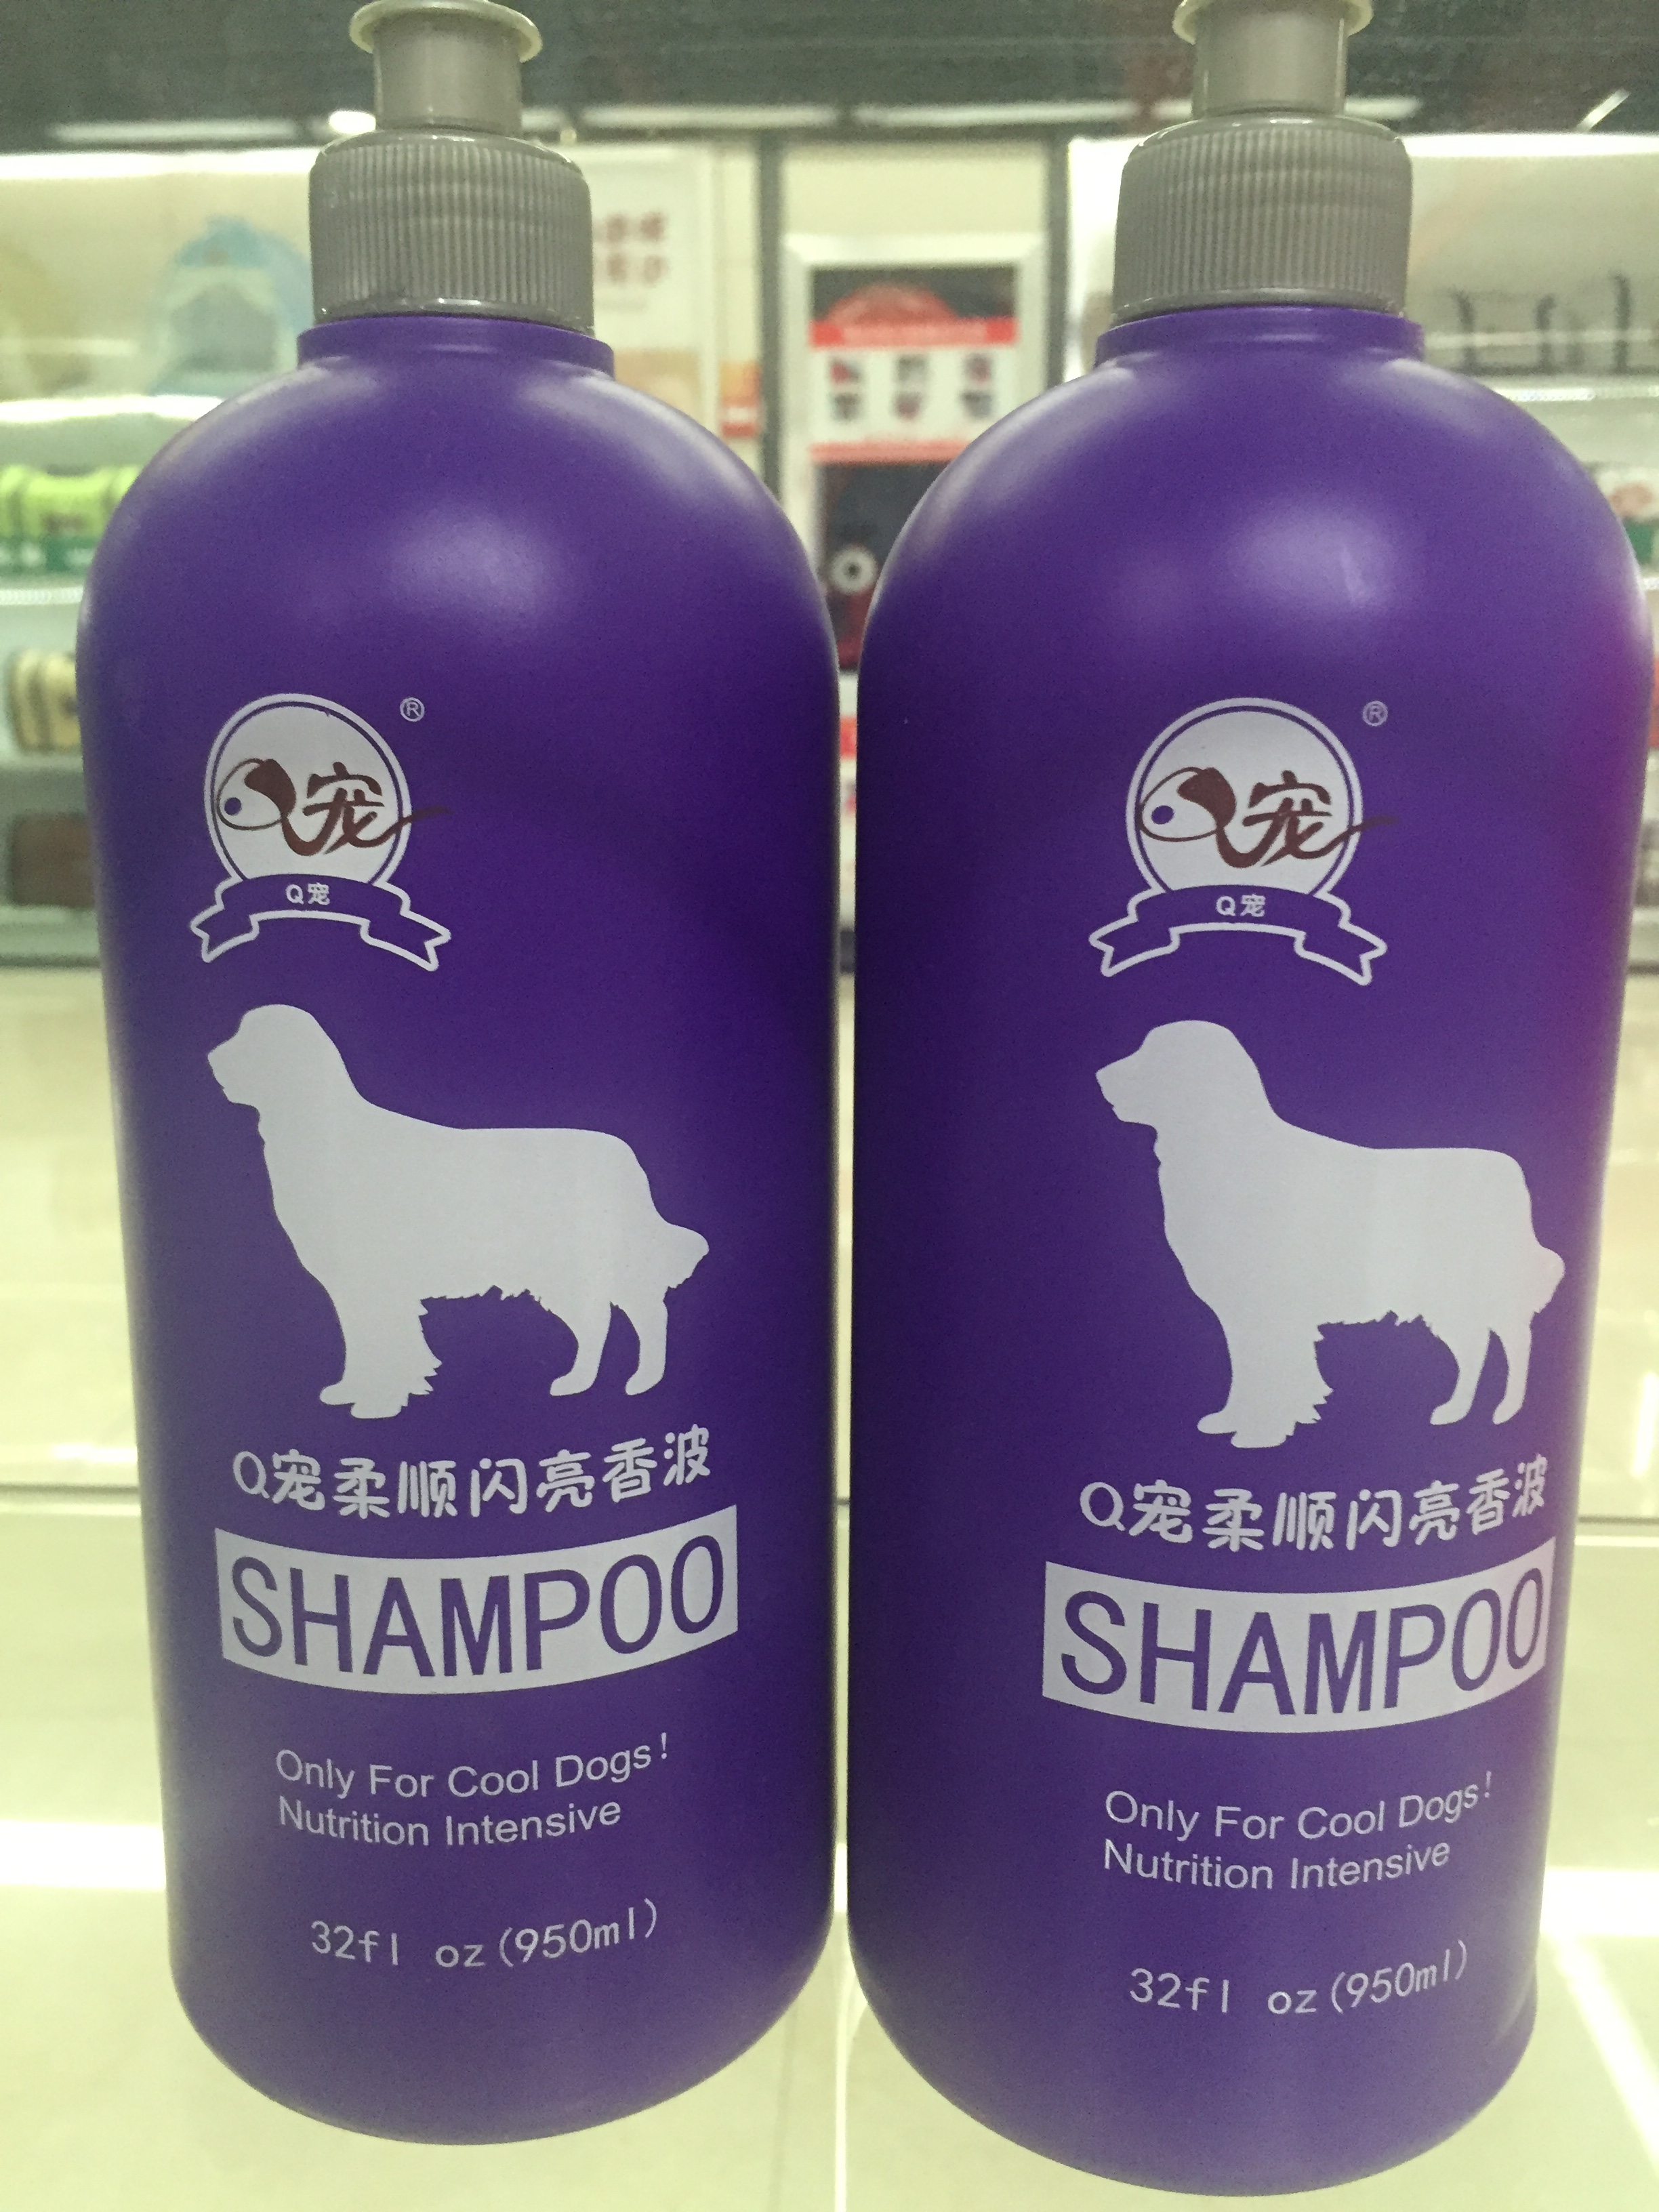 ®
Q宠
Q宠
Q宠柔顺闪亮香波
SHAMPOO
Only For Cool Dogs!
Nutrition Intensive
32fl oz(950ml)
®
Q宠
Q宠
Q宠柔顺闪亮香波
SHAMPOO
Only For Cool Dogs!
Nutrition Intensive
32fl oz(950ml)